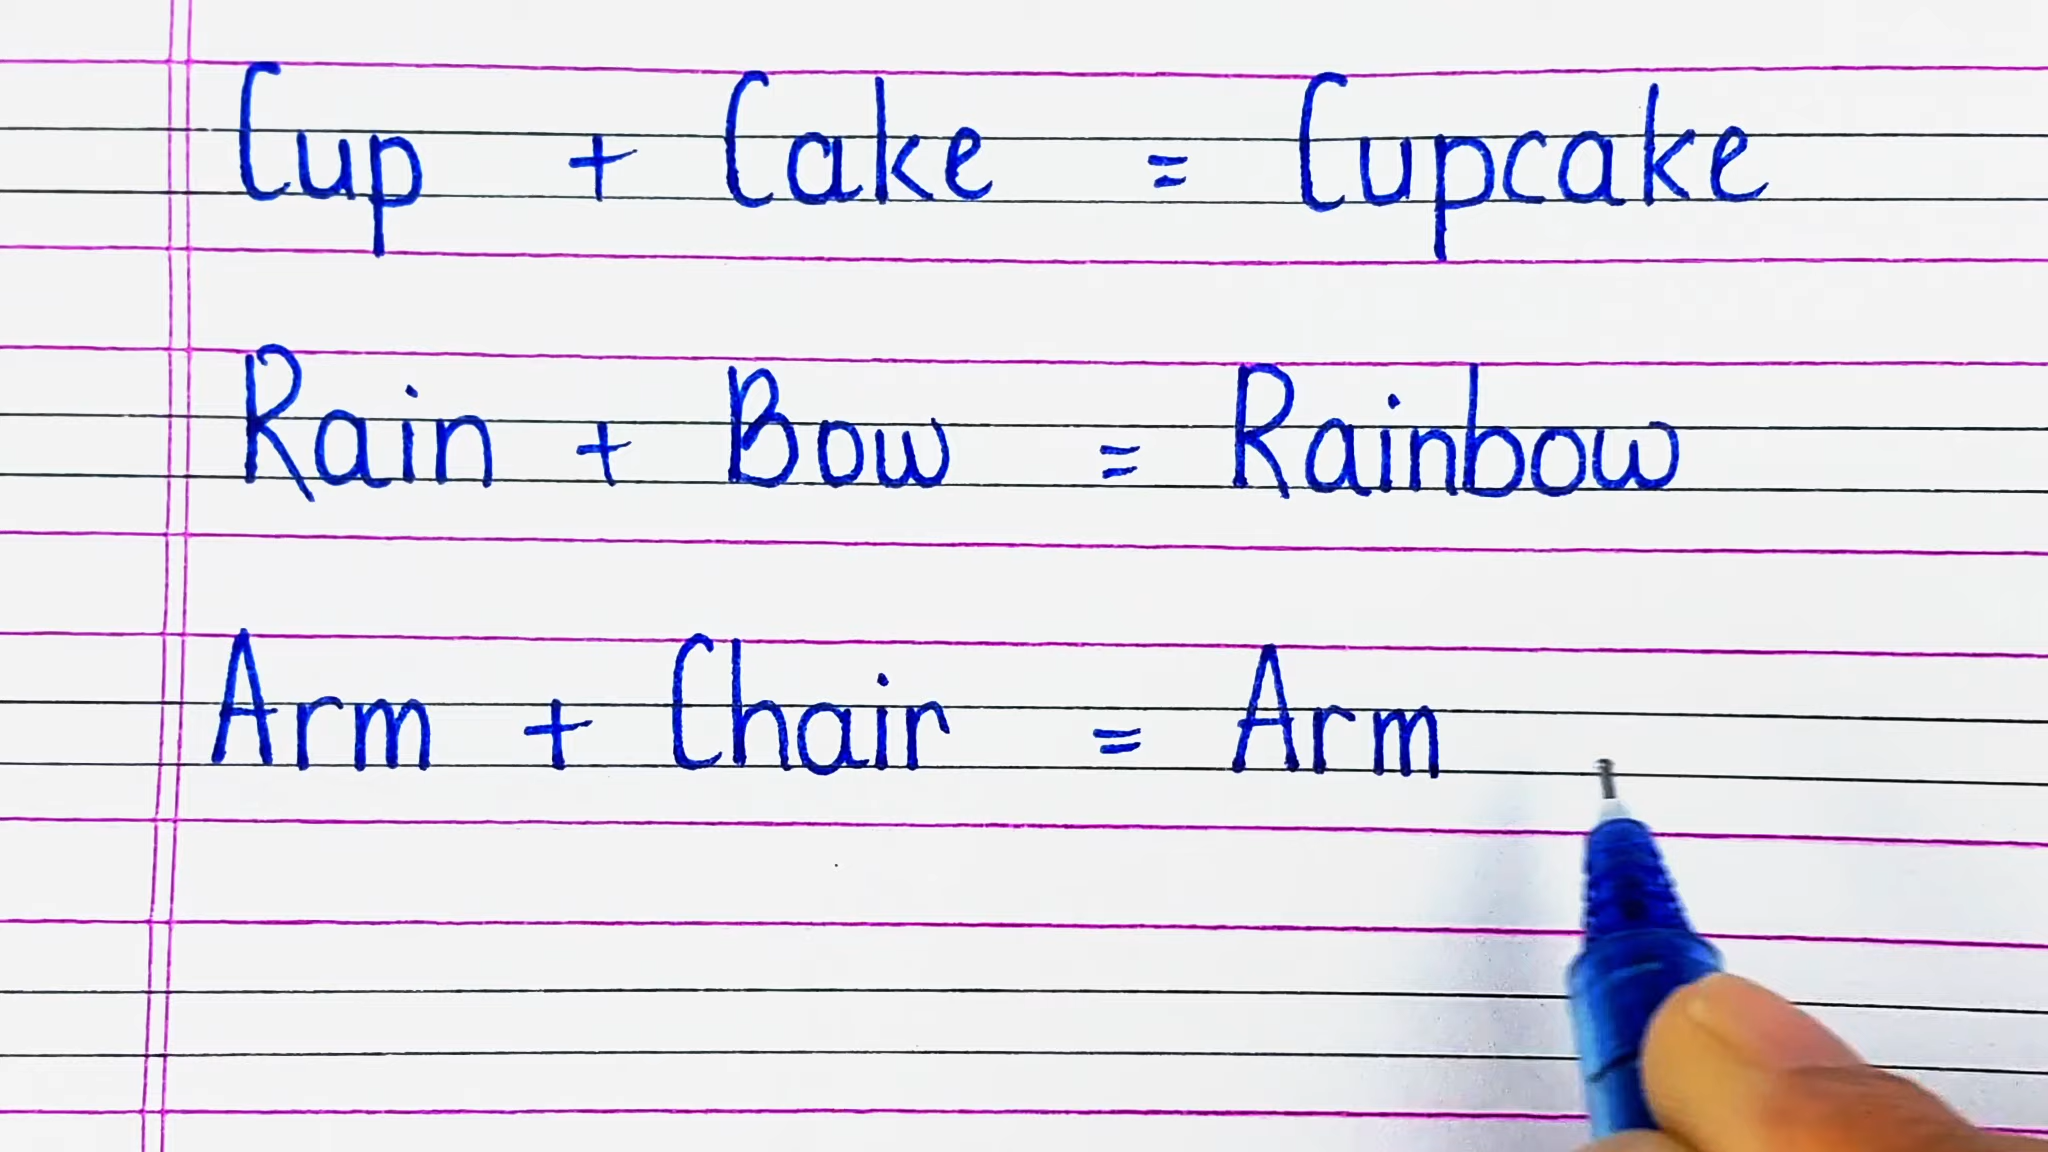 Cup + Cake = Cupcake
Rain + Bow = Rainbow
Arm + Chair = Arm